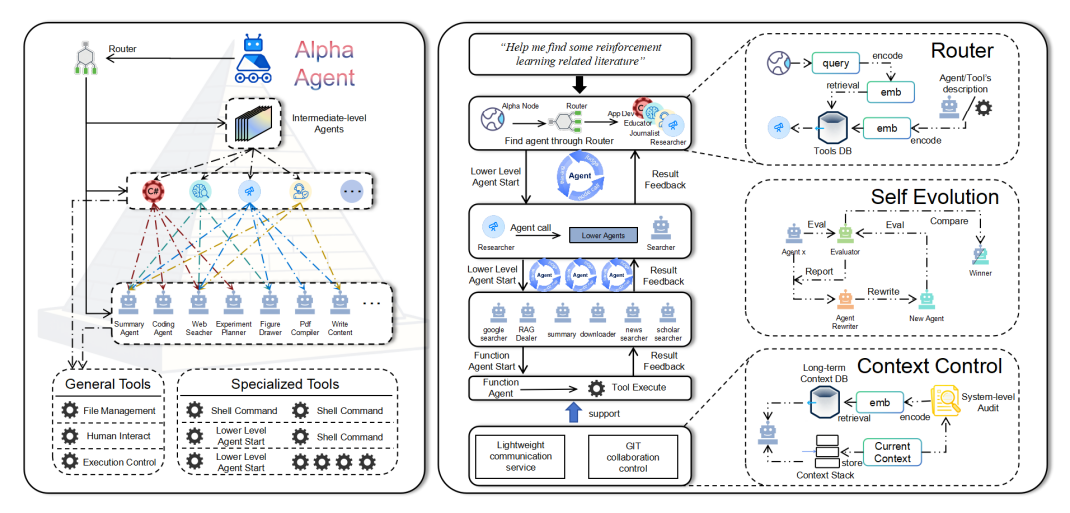 Router
Alpha
Agent
Intermediate-level
Agents
C#
Summary
Agent
Coding
Agent
Web
Seacher
Experiment
Planner
Figure
Drawer
Pdf
Compiler
Write
Content
General Tools
File Management
Human Interact
Execution Control
Specialized Tools
Shell Command
Shell Command
Lower Level
Agent Start
Shell Command
Lower Level
Agent Start
“Help me find some reinforcement
learning related literature”
Alpha Node
Router
App Dev
Educator
Journalist
Researcher
Find agent through Router
Lower Level
Agent Start
Agent
Result
Feedback
Researcher
Agent call
Lower Agents
Searcher
Lower Level
Agent Start
Agent
Agent
Agent
Result
Feedback
google
searcher
RAG
Dealer
summary
downloader
news
searcher
scholar
searcher
Function
Agent Start
Result
Feedback
Function
Agent
Tool Execute
support
Lightweight
communication
service
GIT
collaboration
control
Router
query
encode
retrieval
emb
Agent/Tool's
description
Tools DB
emb
encode
Self Evolution
Eval
Eval
Compare
Agent x
Evaluator
Winner
Report
Rewrite
Agent
Rewriter
New Agent
Context Control
Long-term
Context DB
emb
retrieval
encode
System-level
Audit
Current
Context
store
Context Stack